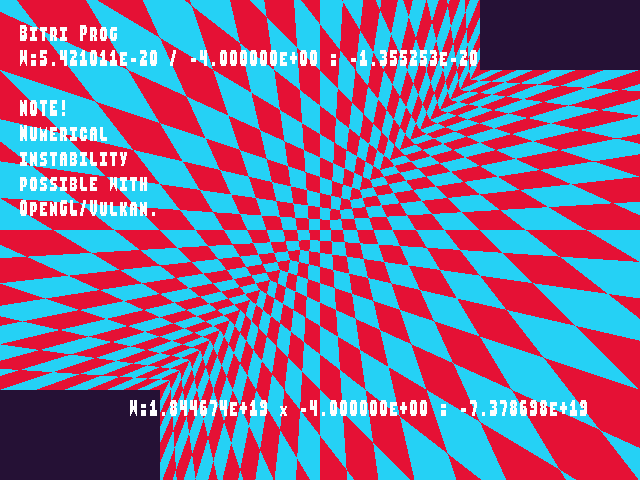 Bitri Prog
W:5.421011E-20 / -4.000000E+00 : -1.355253E-20
NOTE!
Numerical
instability
possible with
OpenGL/Vulkan.
W:1.844674E+19 x -4.000000E+00 : -7.378698E+19